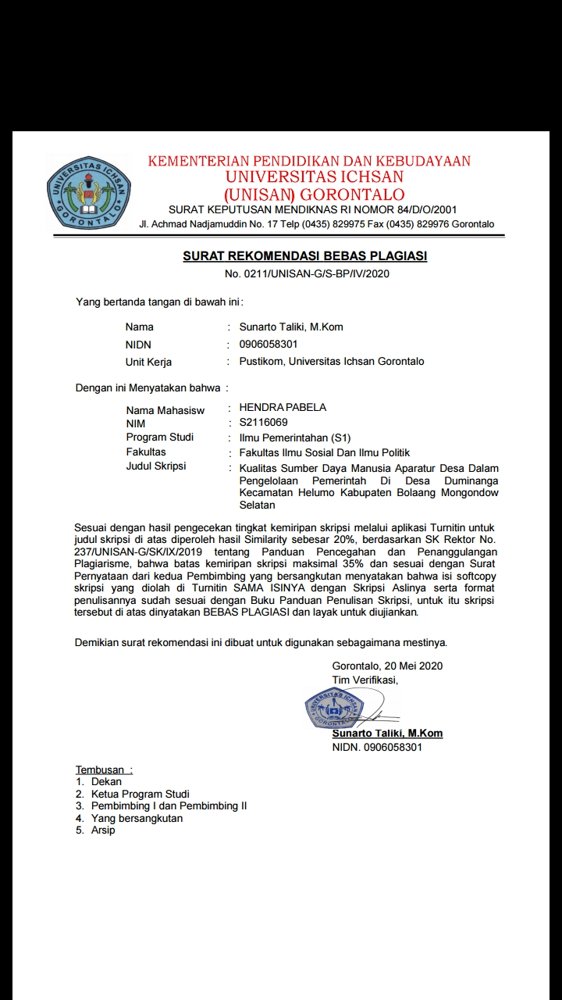 KEMENTERIAN PENDIDIKAN DAN KEBUDAYAAN
UNIVERSITAS ICHSAN
(UNISAN) GORONTALO
SURAT KEPUTUSAN MENDIKNAS RI NOMOR 84/D/O/2001
Jl. Achmad Nadjamuddin No. 17 Telp (0435) 829975 Fax (0435) 829976 Gorontalo
UNIVERSITAS ICHSAN
GORONTALO
SURAT REKOMENDASI BEBAS PLAGIASI
No. 0211/UNISAN-G/S-BP/IV/2020
Yang bertanda tangan di bawah ini :
Nama : Sunarto Taliki, M.Kom
NIDN : 0906058301
Unit Kerja : Pustikom, Universitas Ichsan Gorontalo
Dengan ini Menyatakan bahwa :
Nama Mahasisw : HENDRA PABELA
NIM : S2116069
Program Studi : Ilmu Pemerintahan (S1)
Fakultas : Fakultas Ilmu Sosial Dan Ilmu Politik
Judul Skripsi : Kualitas Sumber Daya Manusia Aparatur Desa Dalam
Pengelolaan Pemerintah Di Desa Duminanga
Kecamatan Helumo Kabupaten Bolaang Mongondow
Selatan
Sesuai dengan hasil pengecekan tingkat kemiripan skripsi melalui aplikasi Turnitin untuk
judul skripsi di atas diperoleh hasil Similarity sebesar 20%, berdasarkan SK Rektor No.
237/UNISAN-G/SK/IX/2019 tentang Panduan Pencegahan dan Penanggulangan
Plagiarisme, bahwa batas kemiripan skripsi maksimal 35% dan sesuai dengan Surat
Pernyataan dari kedua Pembimbing yang bersangkutan menyatakan bahwa isi softcopy
skripsi yang diolah di Turnitin SAMA ISINYA dengan Skripsi Aslinya serta format
penulisannya sudah sesuai dengan Buku Panduan Penulisan Skripsi, untuk itu skripsi
tersebut di atas dinyatakan BEBAS PLAGIASI dan layak untuk diujiankan.
Demikian surat rekomendasi ini dibuat untuk digunakan sebagaimana mestinya.
Gorontalo, 20 Mei 2020
Tim Verifikasi,
UNIVERSITAS ICHSAN
GORONTALO
Sunarto Taliki, M.Kom
NIDN. 0906058301
Tembusan :
1. Dekan
2. Ketua Program Studi
3. Pembimbing I dan Pembimbing II
4. Yang bersangkutan
5. Arsip